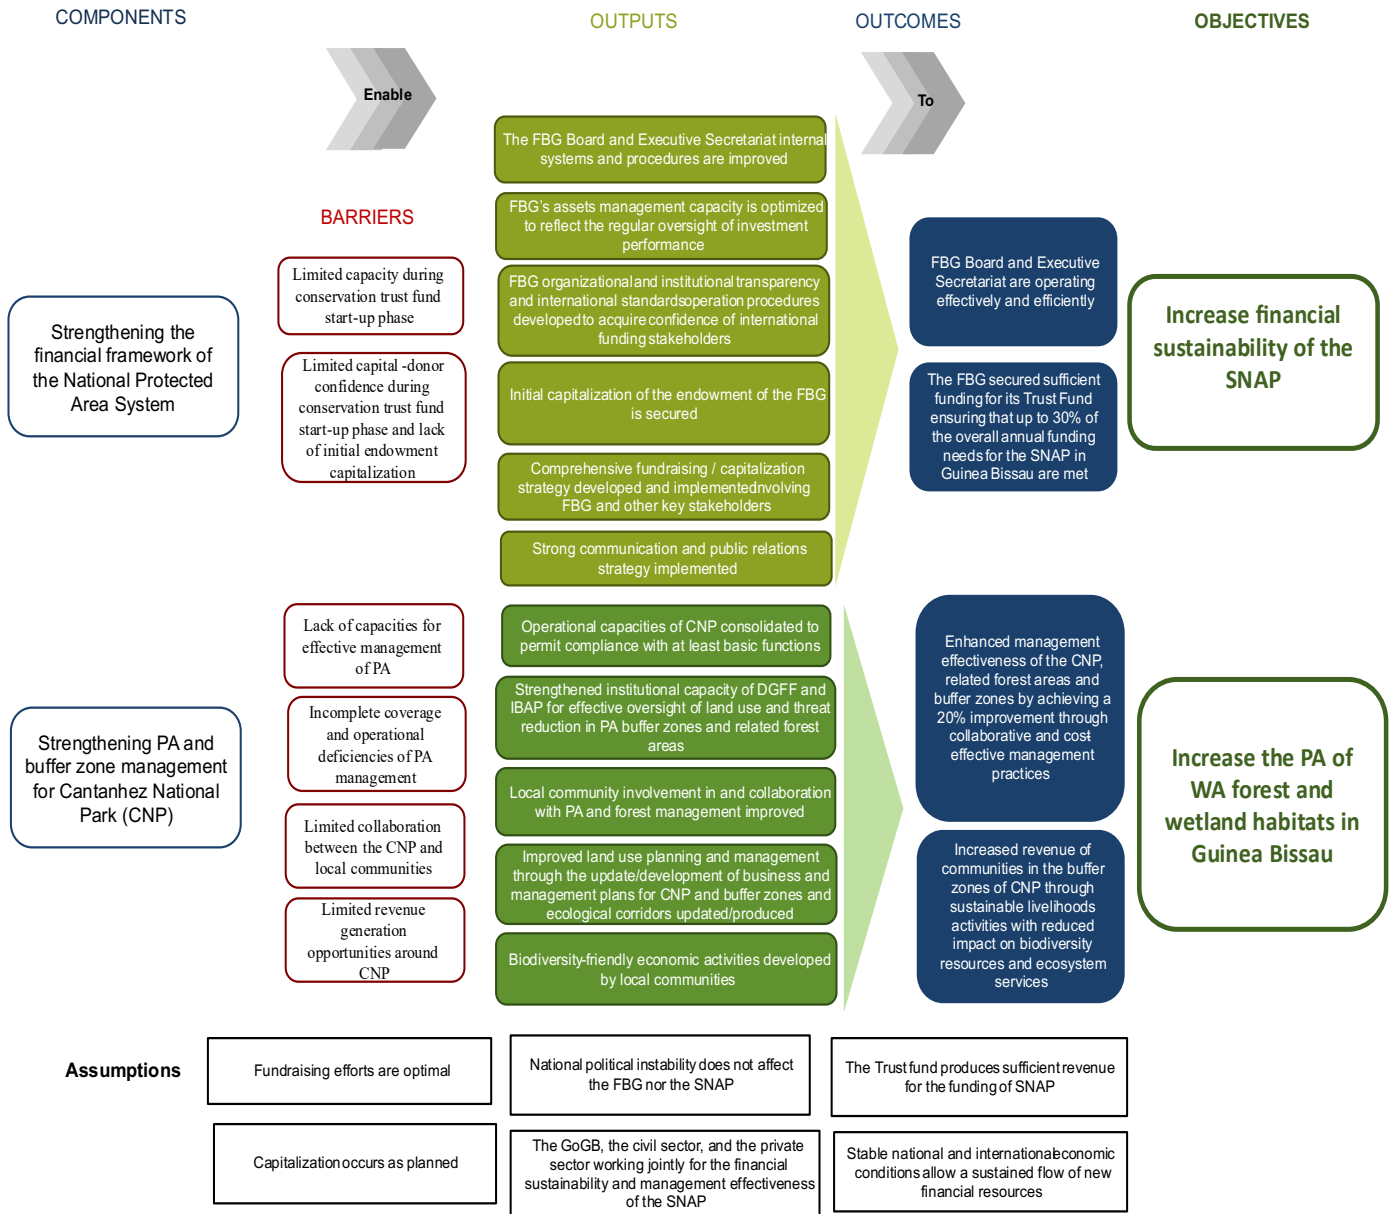 COMPONENTS
OUTPUTS
OUTCOMES
OBJECTIVES
Enable
To
BARRIERS
Strengthening the
financial framework of
the National Protected
Area System
Limited capacity during
conservation trust fund
start-up phase
Limited capital -donor
confidence during
conservation trust fund
start-up phase and lack
of initial endowment
capitalization
The FBG Board and Executive Secretariat internal
systems and procedures are improved
FBG's assets management capacity is optimized
to reflect the regular oversight of investment
performance
FBG organizational and institutional transparency
and international standardsoperation procedures
developed to acquire confidence of international
funding stakeholders
Initial capitalization of the endowment of the FBG
is secured
Comprehensive fundraising / capitalization
strategy developed and implementednvolving
FBG and other key stakeholders
Strong communication and public relations
strategy implemented
FBG Board and Executive
Secretariat are operating
effectively and efficiently
The FBG secured sufficient
funding for its Trust Fund
ensuring that up to 30% of
the overall annual funding
needs for the SNAP in
Guinea Bissau are met
Increase financial
sustainability of the
SNAP
Strengthening PA and
buffer zone management
for Cantanhez National
Park (CNP)
Lack of capacities for
effective management
of PA
Incomplete coverage
and operational
deficiencies of PA
management
Limited collaboration
between the CNP and
local communities
Limited revenue
generation
opportunities around
CNP
Operational capacities of CNP consolidated to
permit compliance with at least basic functions
Strengthened institutional capacity of DGFF and
IBAP for effective oversight of land use and threat
reduction in PA buffer zones and related forest
areas
Local community involvement in and collaboration
with PA and forest management improved
Improved land use planning and management
through the update/development of business and
management plans for CNP and buffer zones and
ecological corridors updated/produced
Biodiversity-friendly economic activities developed
by local communities
Enhanced management
effectiveness of the CNP,
related forest areas and
buffer zones by achieving a
20% improvement through
collaborative and cost-
effective management
practices
Increased revenue of
communities in the buffer
zones of CNP through
sustainable livelihoods
activities with reduced
impact on biodiversity
resources and ecosystem
services
Increase the PA of
WA forest and
wetland habitats in
Guinea Bissau
Assumptions
Fundraising efforts are optimal
National political instability does not affect
the FBG nor the SNAP
The Trust fund produces sufficient revenue
for the funding of SNAP
Capitalization occurs as planned
The GoGB, the civil sector, and the private
sector working jointly for the financial
sustainability and management effectiveness
of the SNAP
Stable national and internationaleconomic
conditions allow a sustained flow of new
financial resources